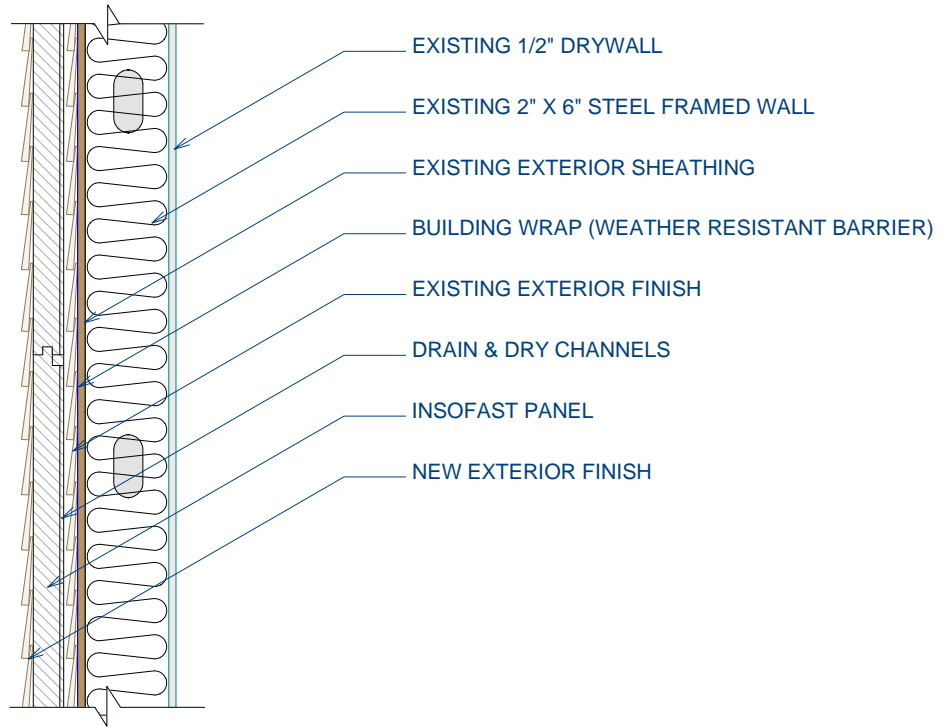 EXISTING 1/2" DRYWALL
EXISTING 2" X 6" STEEL FRAMED WALL
EXISTING EXTERIOR SHEATHING
BUILDING WRAP (WEATHER RESISTANT BARRIER)
EXISTING EXTERIOR FINISH
DRAIN & DRY CHANNELS
INSOFAST PANEL
NEW EXTERIOR FINISH